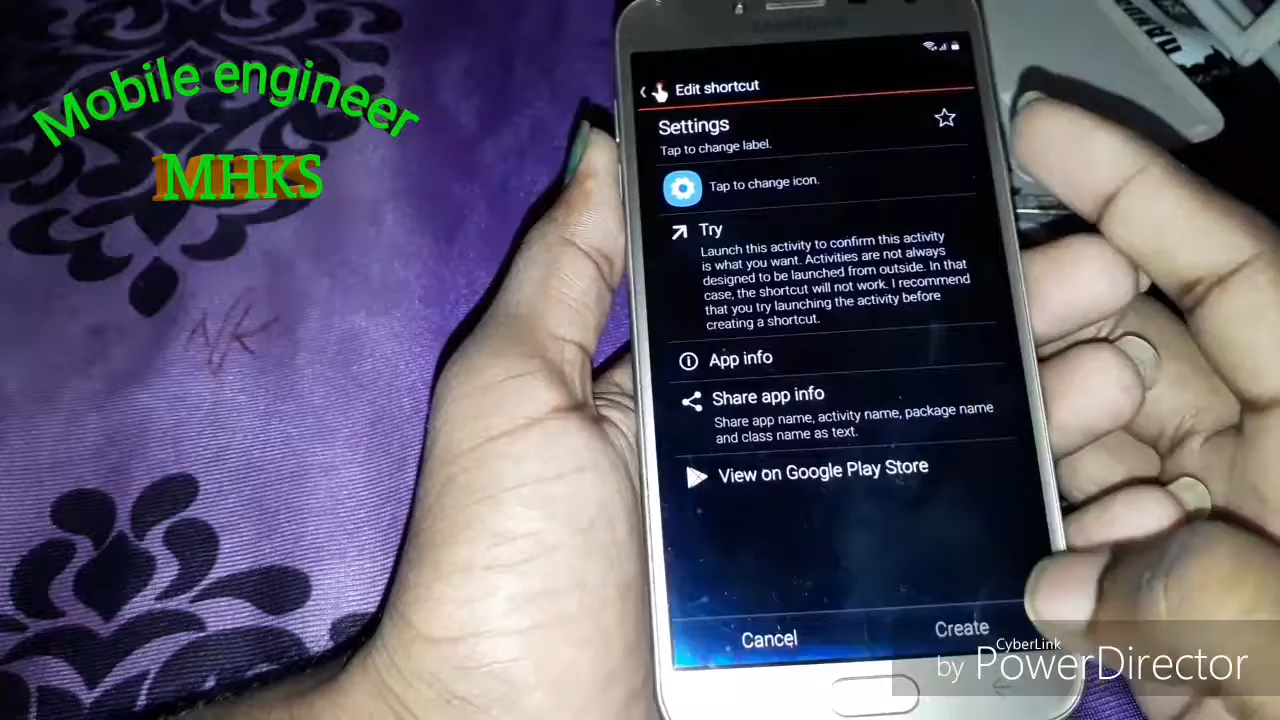 Mobile engineer
MHKS
NK
Edit shortcut
Settings
Tap to change label.
Tap to change icon.
Try
Launch this activity to confirm this activity
is what you want. Activities are not always
designed to be launched from outside. In that
case, the shortcut will not work. I recommend
that you try launching the activity before
creating a shortcut.
App info
Share app info
Share app name, activity name, package name
and class name as text.
View on Google Play Store
Cancel
Create
CyberLink
by PowerDirector